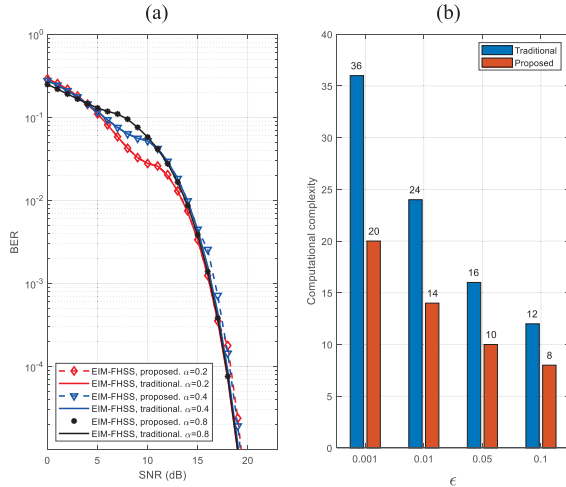 (a)
(b)
10^0
10^-1
10^-2
10^-3
10^-4
BER
EIM-FHSS, proposed. α=0.2
EIM-FHSS, traditional. α=0.2
EIM-FHSS, proposed. α=0.4
EIM-FHSS, traditional. α=0.4
EIM-FHSS, proposed. α=0.8
EIM-FHSS, traditional. α=0.8
0 5 10 15 20
SNR (dB)
40
35
30
25
20
15
10
5
0
Computational complexity
Traditional
Proposed
36
20
24
14
16
10
12
8
0.001 0.01 0.05 0.1
ϵ